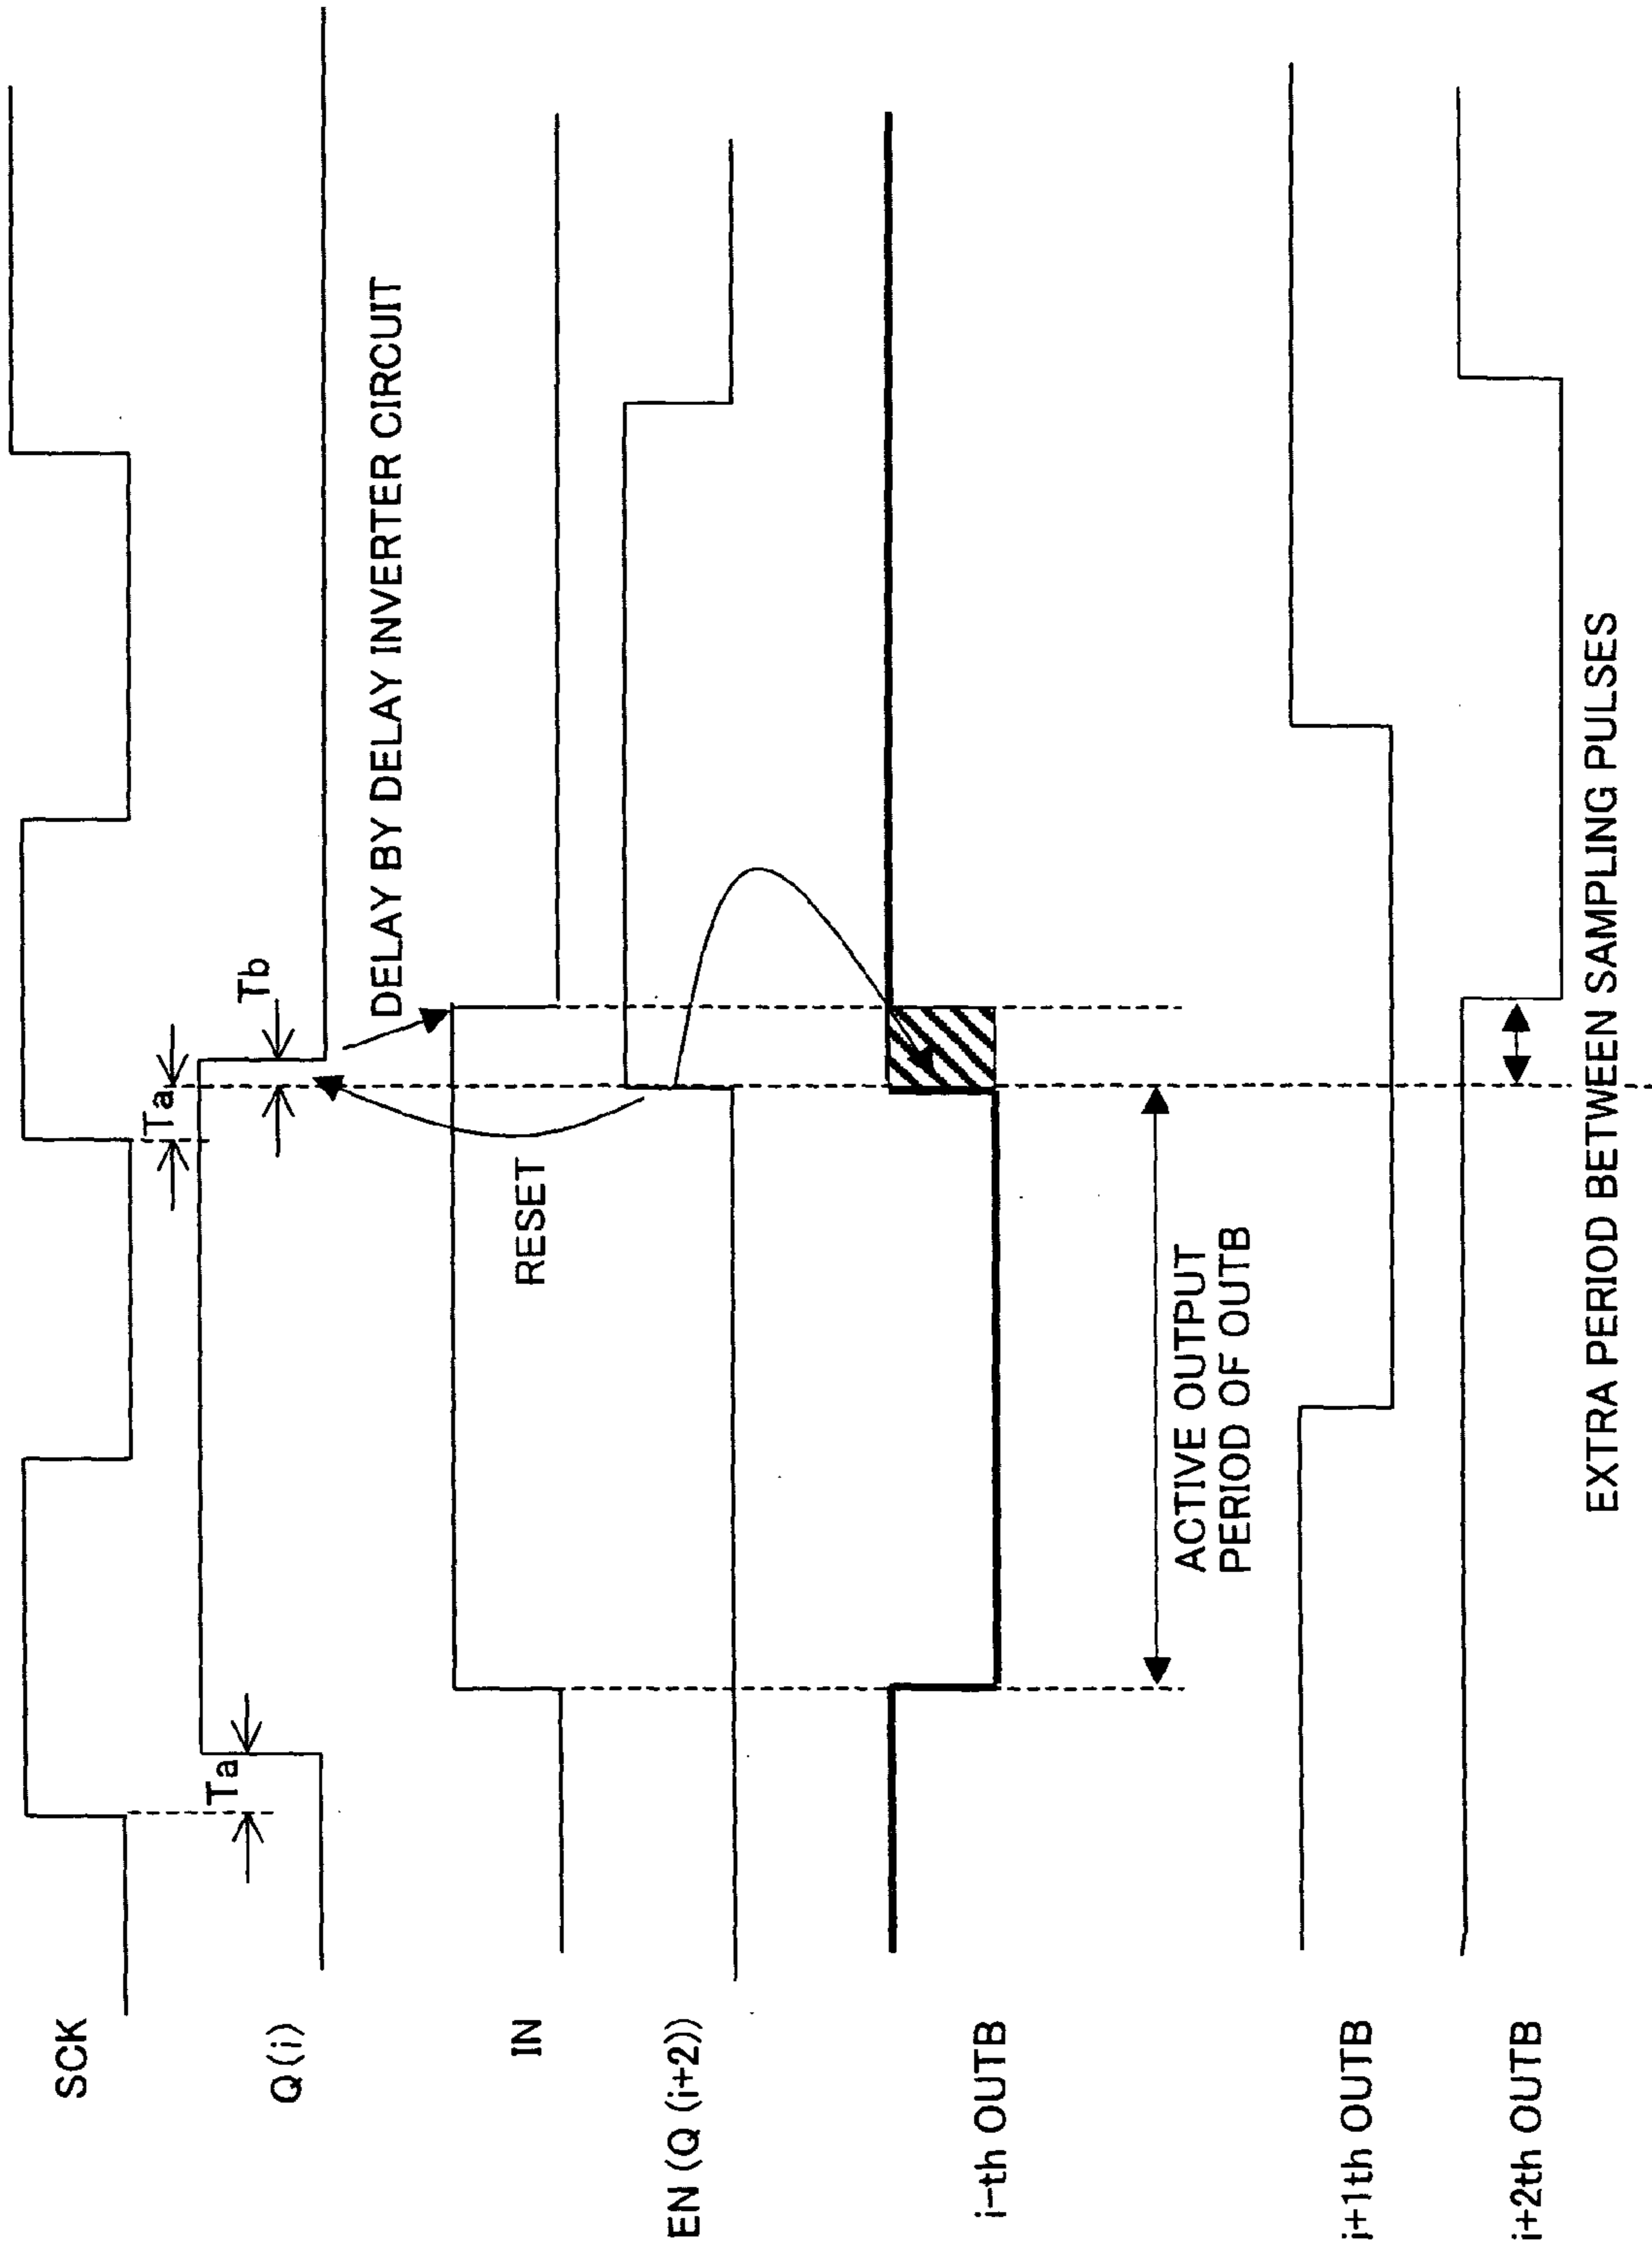 SCK
Ta
Q(i)
Ta
Tb
DELAY BY DELAY INVERTER CIRCUIT
IN
RESET
EN (Q (i+2))
i-th OUTB
ACTIVE OUTPUT
PERIOD OF OUTB
i+1th OUTB
i+2th OUTB
EXTRA PERIOD BETWEEN SAMPLING PULSES